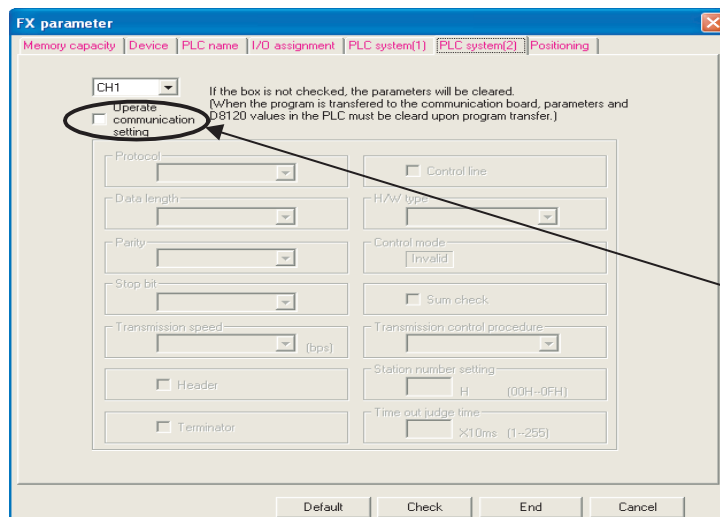 FX parameter
Memory capacity Device PLC name I/O assignment PLC system(1) PLC system(2) Positioning
CH1
If the box is not checked, the parameters will be cleared.
(When the program is transfered to the communication board, parameters and
D8120 values in the PLC must be cleard upon program transfer.)
Operate
communication
setting
Protocol
Control line
Data length
H/W type
Parity
Control mode
Invalid
Stop bit
Sum check
Transmission speed
(bps)
Transmission control procedure
Header
Station number setting
H (00H--0FH)
Terminator
Time out judge time
X10ms (1--255)
Default Check End Cancel